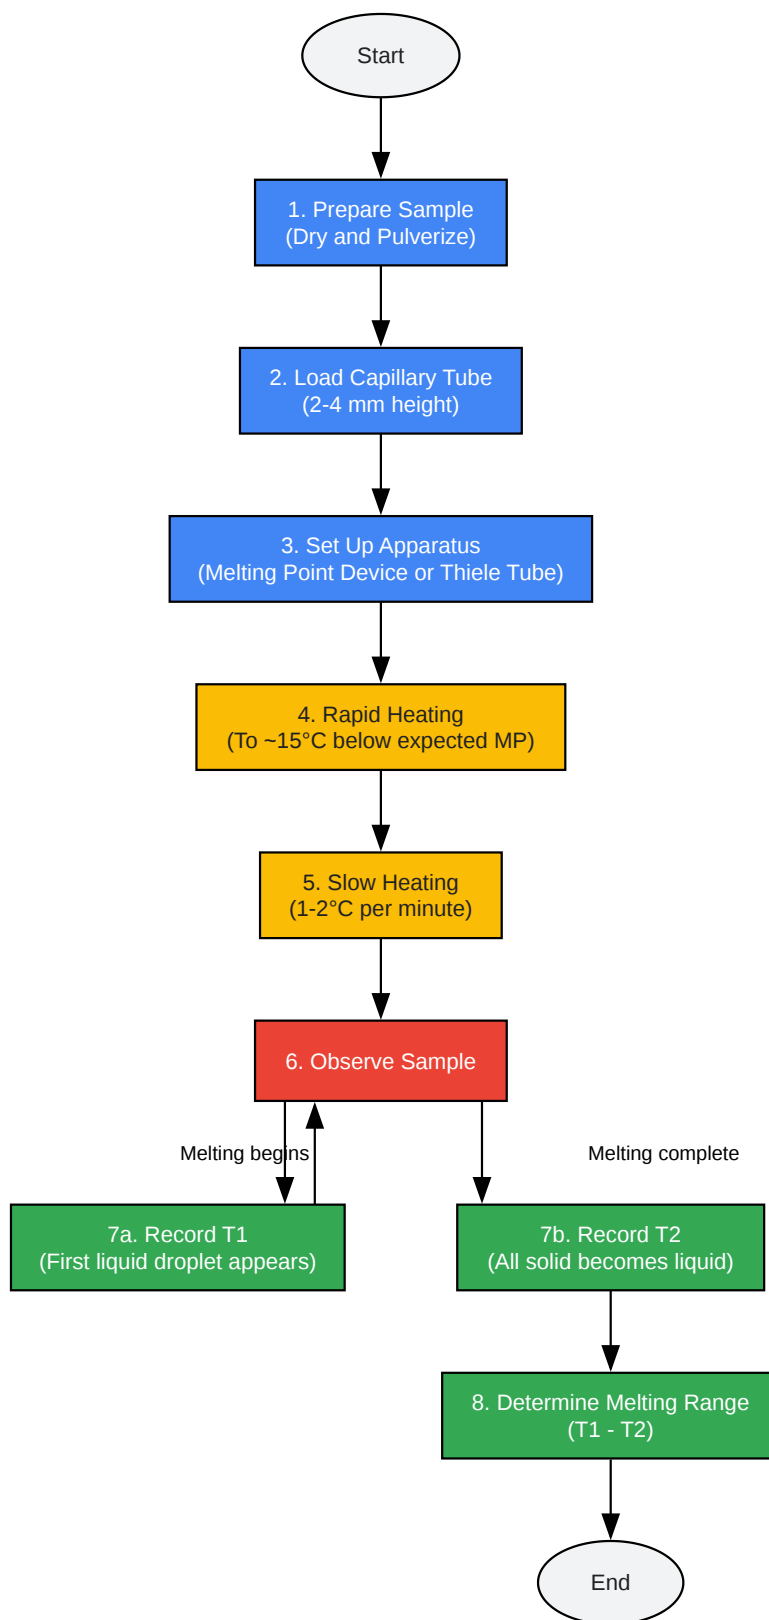 Start
1. Prepare Sample
(Dry and Pulverize)
2. Load Capillary Tube
(2-4 mm height)
3. Set Up Apparatus
(Melting Point Device or Thiele Tube)
4. Rapid Heating
(To ~15°C below expected MP)
5. Slow Heating
(1-2°C per minute)
6. Observe Sample
Melting begins
Melting complete
7a. Record T1
(First liquid droplet appears)
7b. Record T2
(All solid becomes liquid)
8. Determine Melting Range
(T1 - T2)
End